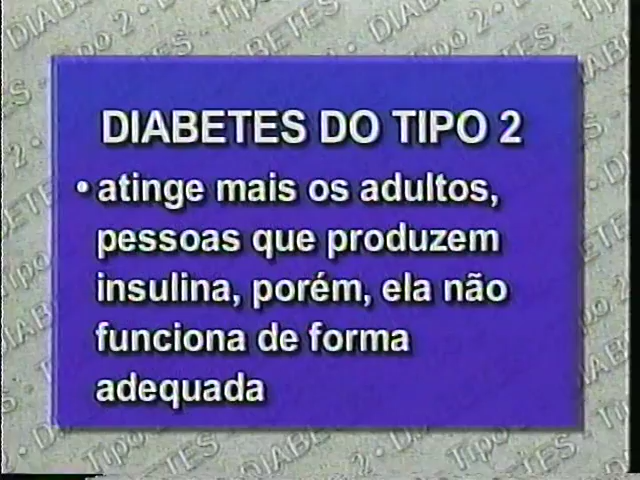 DIABETES DO TIPO 2
• atinge mais os adultos,
pessoas que produzem
insulina, porém, ela não
funciona de forma
adequada